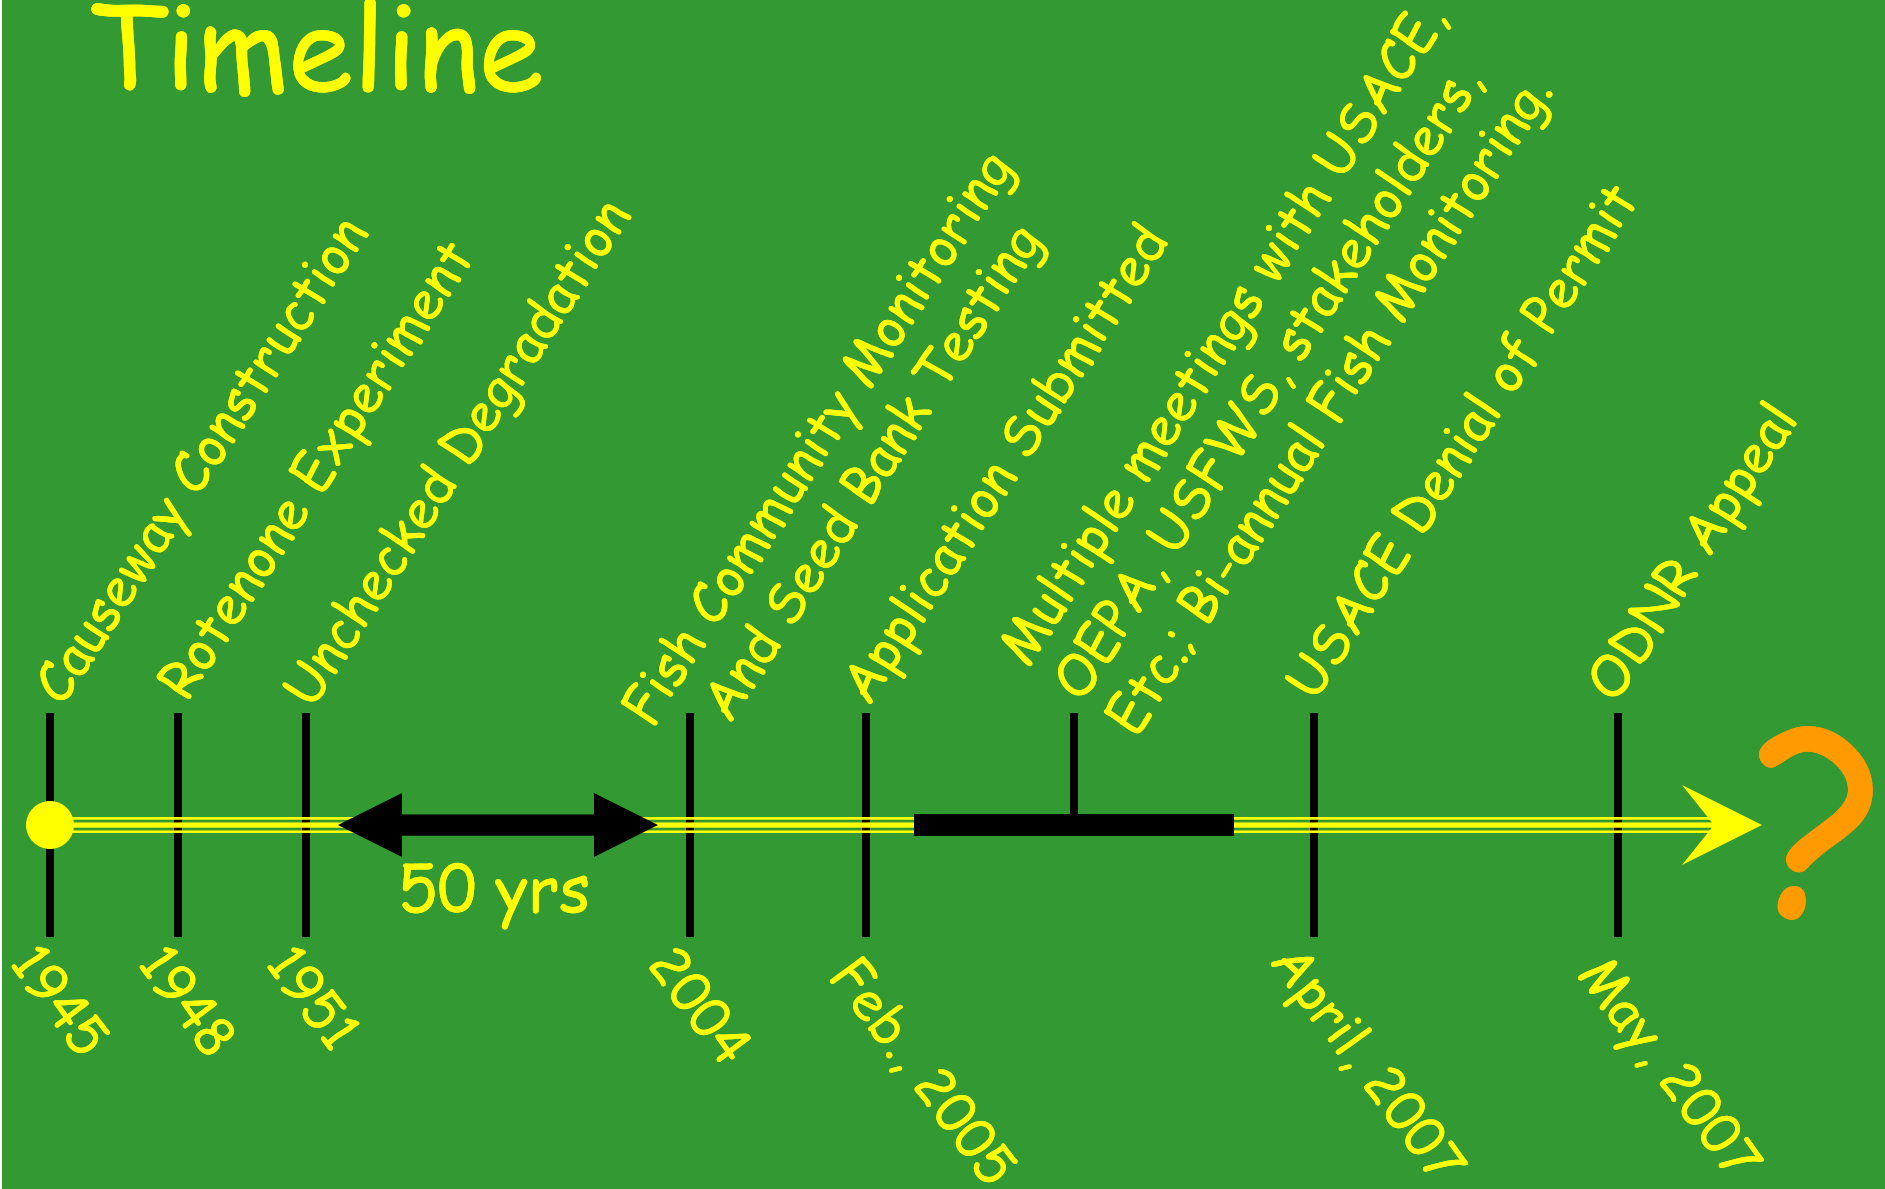 Timeline
Causeway Construction
Rotenone Experiment
Unchecked Degradation
Fish Community Monitoring
And Seed Bank Testing
Application Submitted
Multiple meetings with USACE,
OEPA, USFWS, stakeholders,
Etc.; Bi-annual Fish Monitoring.
USACE Denial of Permit
ODNR Appeal
?
50 yrs
1945
1948
1951
2004
Feb., 2005
April, 2007
May, 2007